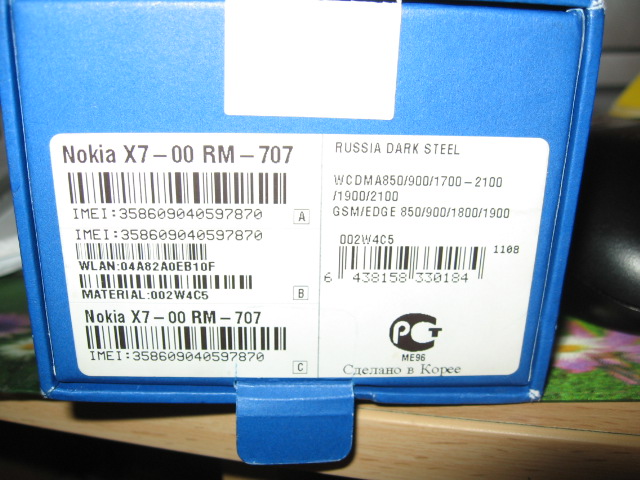 Nokia X7-00 RM-707
IMEI:358609040597870
A
IMEI:358609040597870
WLAN:04A82A0EB10F
MATERIAL:002W4C5
B
Nokia X7-00 RM-707
IMEI:358609040597870
C
RUSSIA DARK STEEL
WCDMA850/900/1700-2100
/1900/2100
GSM/EDGE 850/900/1800/1900
002W4C5
1108
6 438158 330184
РСТ
ME96
Сделано в Корее